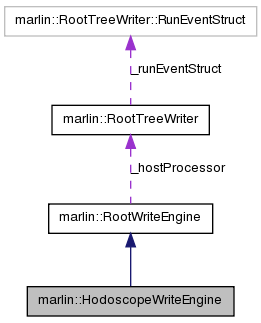 marlin::RootTreeWriter::RunEventStruct
_runEventStruct
marlin::RootTreeWriter
_hostProcessor
marlin::RootWriteEngine
marlin::HodoscopeWriteEngine